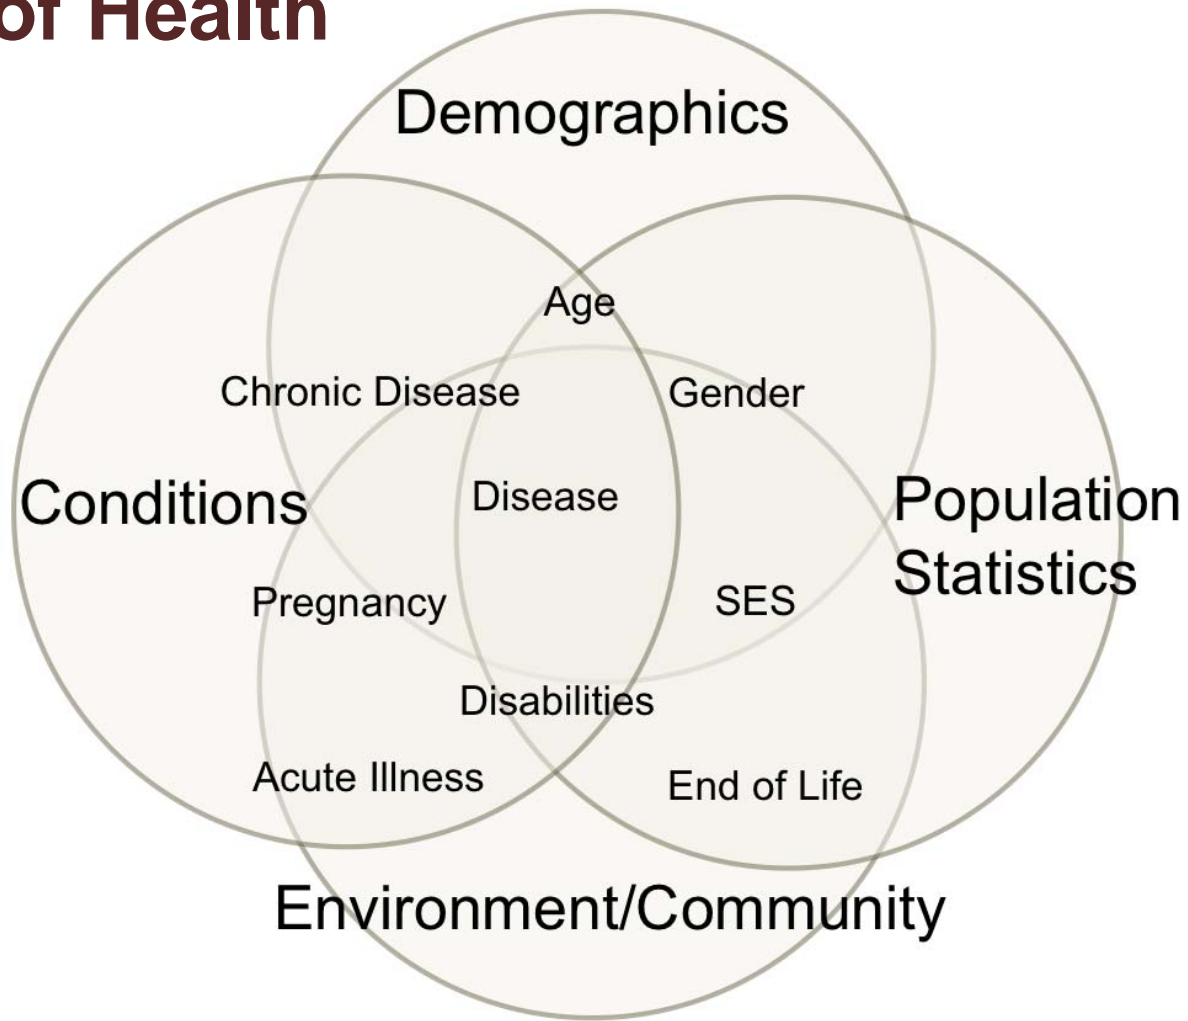 of Health
Demographics
Age
Chronic Disease
Gender
Conditions
Disease
Population
Statistics
Pregnancy
SES
Disabilities
Acute Illness
End of Life
Environment/Community